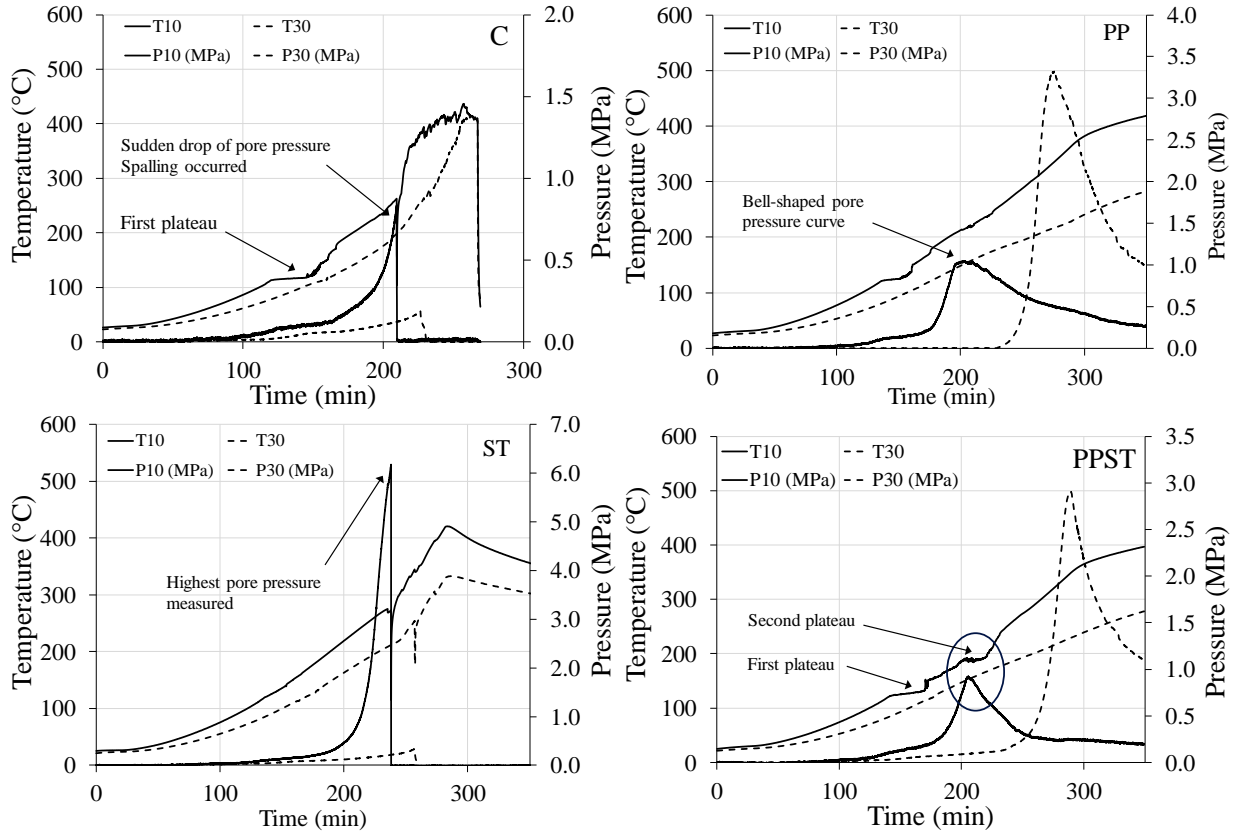 T10 T30
P10 (MPa) P30 (MPa)
C
Sudden drop of pore pressure
Spalling occurred
First plateau
600
500
400
300
200
100
0
Temperature (°C)
2.0
1.5
1.0
0.5
0.0
Pressure (MPa)
0 100 200 300
Time (min)
T10 T30
P10 (MPa) P30 (MPa)
PP
Bell-shaped pore
pressure curve
600
500
400
300
200
100
0
Temperature (°C)
4.0
3.5
3.0
2.5
2.0
1.5
1.0
0.5
0.0
Pressure (MPa)
0 100 200 300
Time (min)
T10 T30
P10 (MPa) P30 (MPa)
ST
Highest pore pressure
measured
600
500
400
300
200
100
0
Temperature (°C)
7.0
6.0
5.0
4.0
3.0
2.0
1.0
0.0
Pressure (MPa)
0 100 200 300
Time (min)
T10 T30
P10 (MPa) P30 (MPa)
PPST
Second plateau
First plateau
600
500
400
300
200
100
0
Temperature (°C)
3.5
3.0
2.5
2.0
1.5
1.0
0.5
0.0
Pressure (MPa)
0 100 200 300
Time (min)